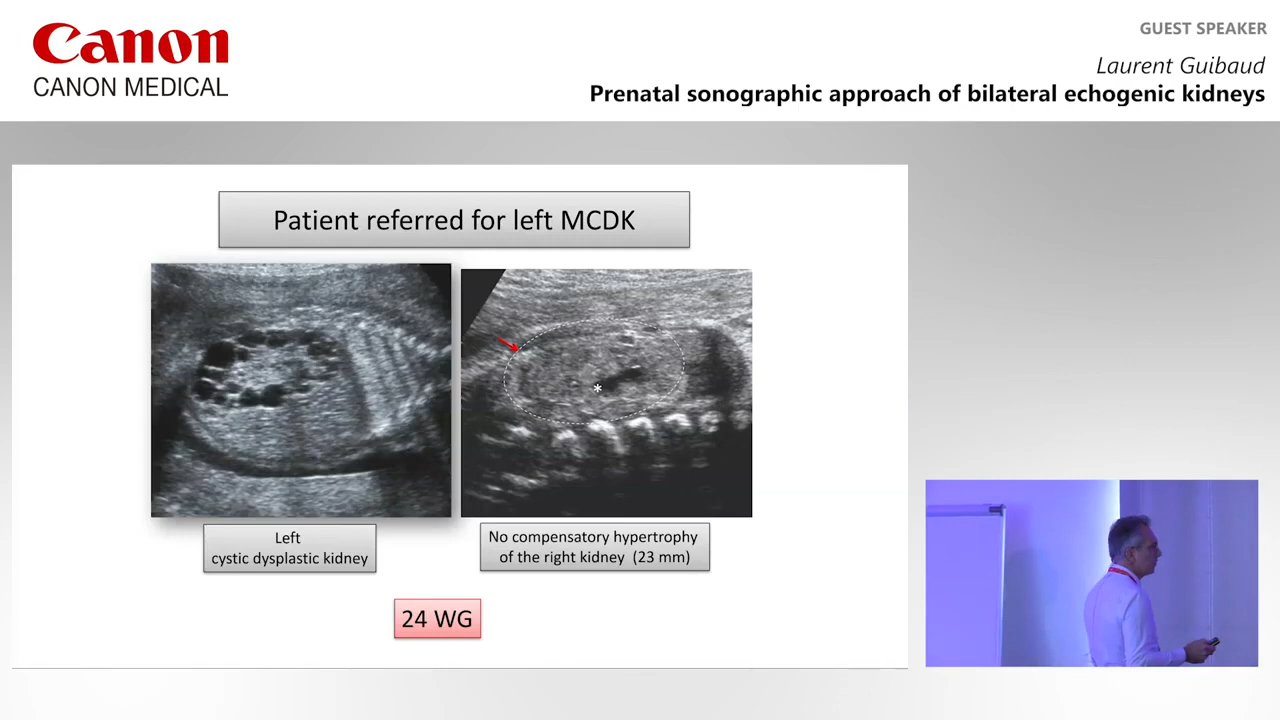 Canon
CANON MEDICAL
GUEST SPEAKER
Laurent Guibaud
Prenatal sonographic approach of bilateral echogenic kidneys
Patient referred for left MCDK
*
Left
cystic dysplastic kidney
No compensatory hypertrophy
of the right kidney (23 mm)
24 WG